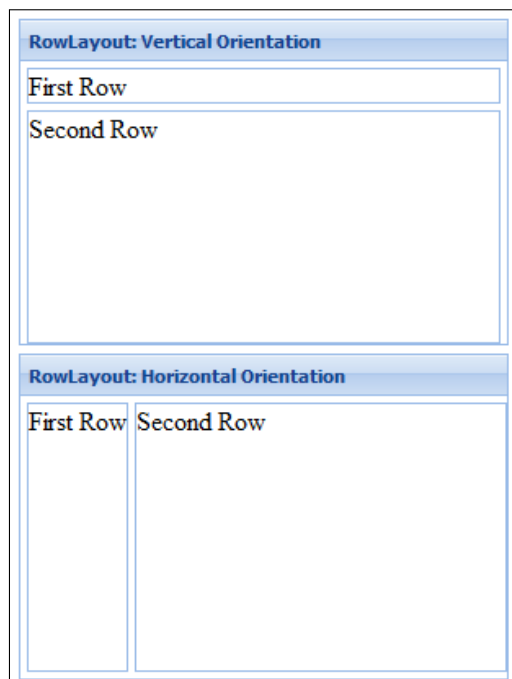 RowLayout: Vertical Orientation
First Row
Second Row
RowLayout: Horizontal Orientation
First Row Second Row